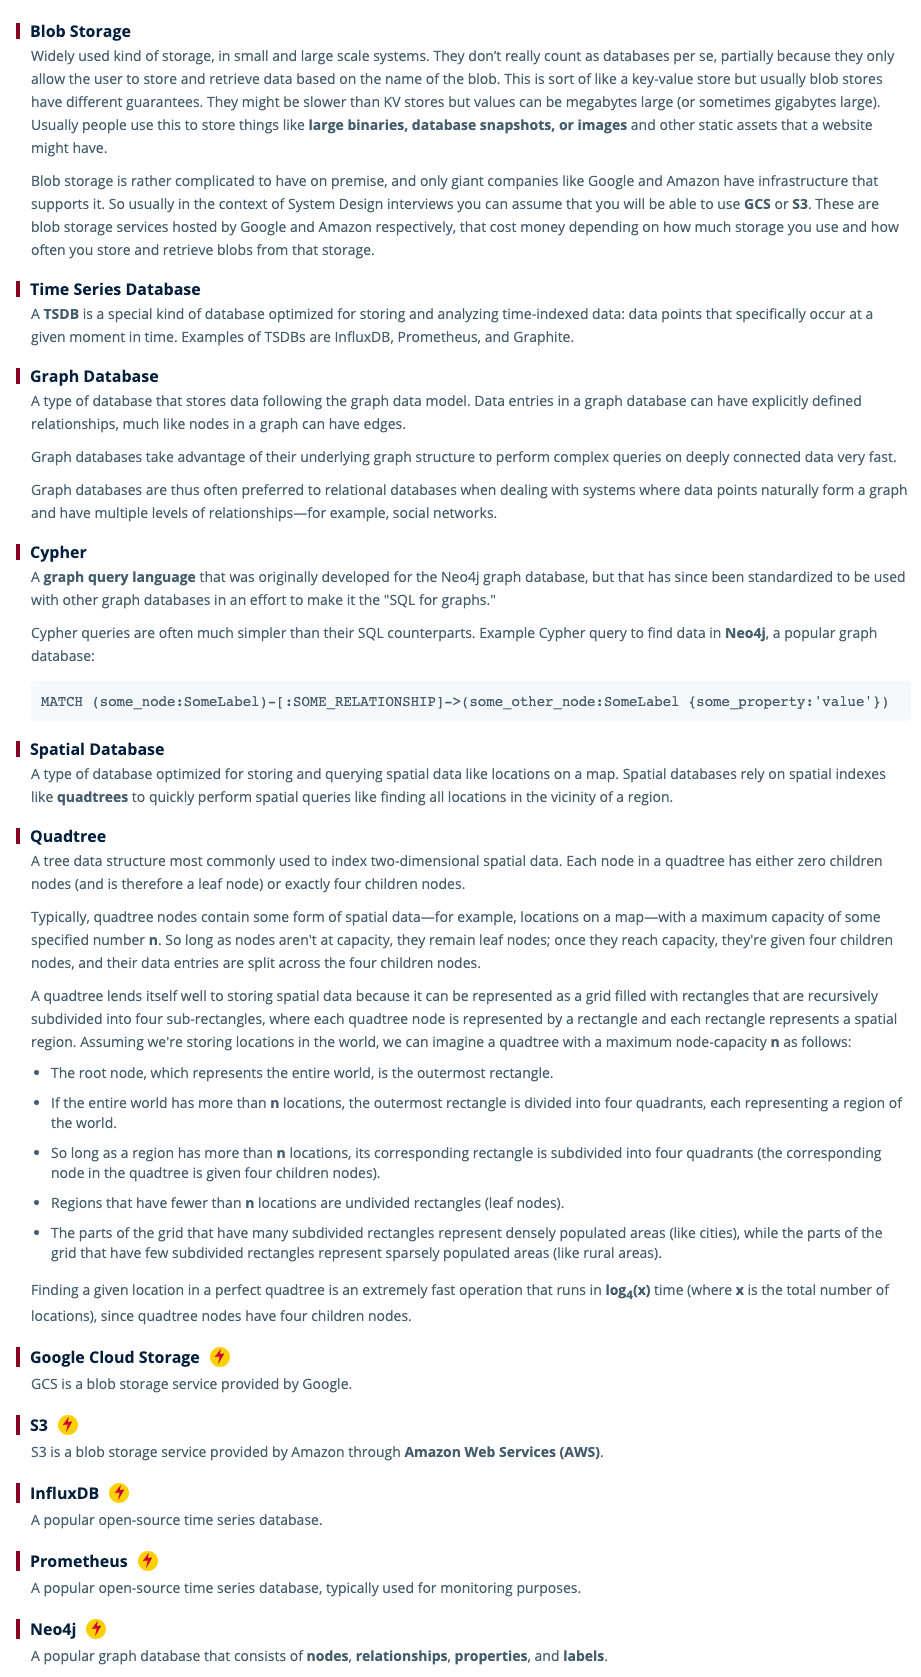 Blob Storage
Widely used kind of storage, in small and large scale systems. They don’t really count as databases per se, partially because they only
allow the user to store and retrieve data based on the name of the blob. This is sort of like a key-value store but usually blob stores
have different guarantees. They might be slower than KV stores but values can be megabytes large (or sometimes gigabytes large).
Usually people use this to store things like large binaries, database snapshots, or images and other static assets that a website
might have.
Blob storage is rather complicated to have on premise, and only giant companies like Google and Amazon have infrastructure that
supports it. So usually in the context of System Design interviews you can assume that you will be able to use GCS or S3. These are
blob storage services hosted by Google and Amazon respectively, that cost money depending on how much storage you use and how
often you store and retrieve blobs from that storage.
Time Series Database
A TSDB is a special kind of database optimized for storing and analyzing time-indexed data: data points that specifically occur at a
given moment in time. Examples of TSDBs are InfluxDB, Prometheus, and Graphite.
Graph Database
A type of database that stores data following the graph data model. Data entries in a graph database can have explicitly defined
relationships, much like nodes in a graph can have edges.
Graph databases take advantage of their underlying graph structure to perform complex queries on deeply connected data very fast.
Graph databases are thus often preferred to relational databases when dealing with systems where data points naturally form a graph
and have multiple levels of relationships—for example, social networks.
Cypher
A graph query language that was originally developed for the Neo4j graph database, but that has since been standardized to be used
with other graph databases in an effort to make it the "SQL for graphs."
Cypher queries are often much simpler than their SQL counterparts. Example Cypher query to find data in Neo4j, a popular graph
database:
MATCH (some_node:SomeLabel)-[:SOME_RELATIONSHIP]->(some_other_node:SomeLabel {some_property:'value'})
Spatial Database
A type of database optimized for storing and querying spatial data like locations on a map. Spatial databases rely on spatial indexes
like quadtrees to quickly perform spatial queries like finding all locations in the vicinity of a region.
Quadtree
A tree data structure most commonly used to index two-dimensional spatial data. Each node in a quadtree has either zero children
nodes (and is therefore a leaf node) or exactly four children nodes.
Typically, quadtree nodes contain some form of spatial data—for example, locations on a map—with a maximum capacity of some
specified number n. So long as nodes aren't at capacity, they remain leaf nodes; once they reach capacity, they're given four children
nodes, and their data entries are split across the four children nodes.
A quadtree lends itself well to storing spatial data because it can be represented as a grid filled with rectangles that are recursively
subdivided into four sub-rectangles, where each quadtree node is represented by a rectangle and each rectangle represents a spatial
region. Assuming we're storing locations in the world, we can imagine a quadtree with a maximum node-capacity n as follows:
• The root node, which represents the entire world, is the outermost rectangle.
• If the entire world has more than n locations, the outermost rectangle is divided into four quadrants, each representing a region of
the world.
• So long as a region has more than n locations, its corresponding rectangle is subdivided into four quadrants (the corresponding
node in the quadtree is given four children nodes).
• Regions that have fewer than n locations are undivided rectangles (leaf nodes).
• The parts of the grid that have many subdivided rectangles represent densely populated areas (like cities), while the parts of the
grid that have few subdivided rectangles represent sparsely populated areas (like rural areas).
Finding a given location in a perfect quadtree is an extremely fast operation that runs in log4(x) time (where x is the total number of
locations), since quadtree nodes have four children nodes.
Google Cloud Storage
GCS is a blob storage service provided by Google.
S3
S3 is a blob storage service provided by Amazon through Amazon Web Services (AWS).
InfluxDB
A popular open-source time series database.
Prometheus
A popular open-source time series database, typically used for monitoring purposes.
Neo4j
A popular graph database that consists of nodes, relationships, properties, and labels.